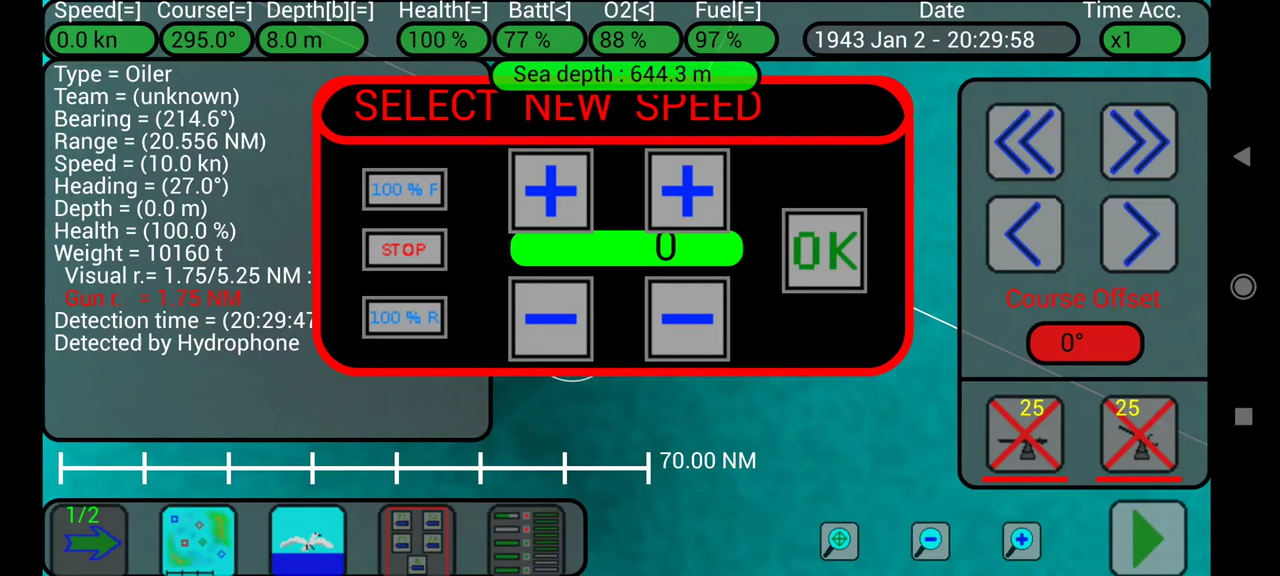 Speed[=] Course[=] Depth[b][=] Health[=] Batt[<] O2[<] Fuel[=] Date Time Acc.
0.0 kn 295.0° 8.0 m 100 % 77 % 88 % 97 % 1943 Jan 2 - 20:29:58 x1
Sea depth : 644.3 m
Type = Oiler
Team = (unknown)
Bearing = (214.6°)
Range = (20.556 NM)
Speed = (10.0 kn)
Heading = (27.0°)
Depth = (0.0 m)
Health = (100.0 %)
Weight = 10160 t
Visual r.= 1.75/5.25 NM :
Gun r. = 1.75 NM
Detection time = (20:29:47
Detected by Hydrophone
SELECT NEW SPEED
100 % F
STOP
100 % R
0
OK
Course Offset
0°
25 25
70.00 NM
1/2